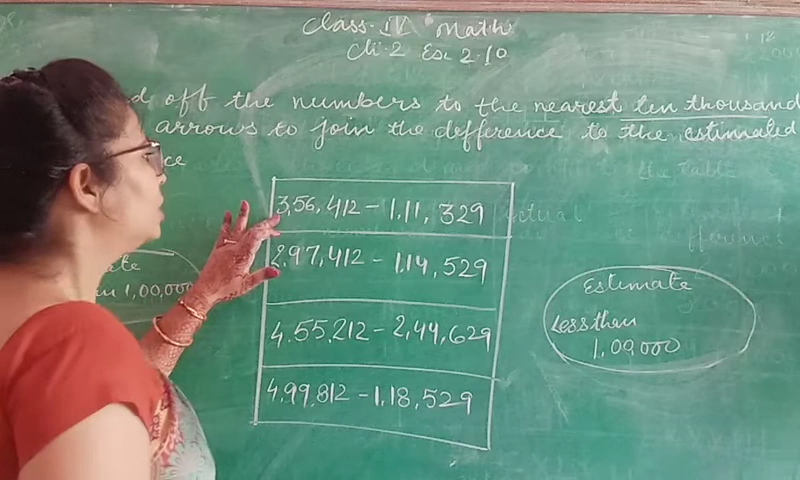 Class-IV Math
Ch-2 Ex 2.10
off the numbers to the nearest ten thousand
arrows to join the difference to the estimated
3,56,412 - 1,11,329
2,97,412 - 1,14,529
4,55,212 - 2,44,629
4,99,812 - 1,18,529
1,00,000
Estimate
Less than
1,00,000